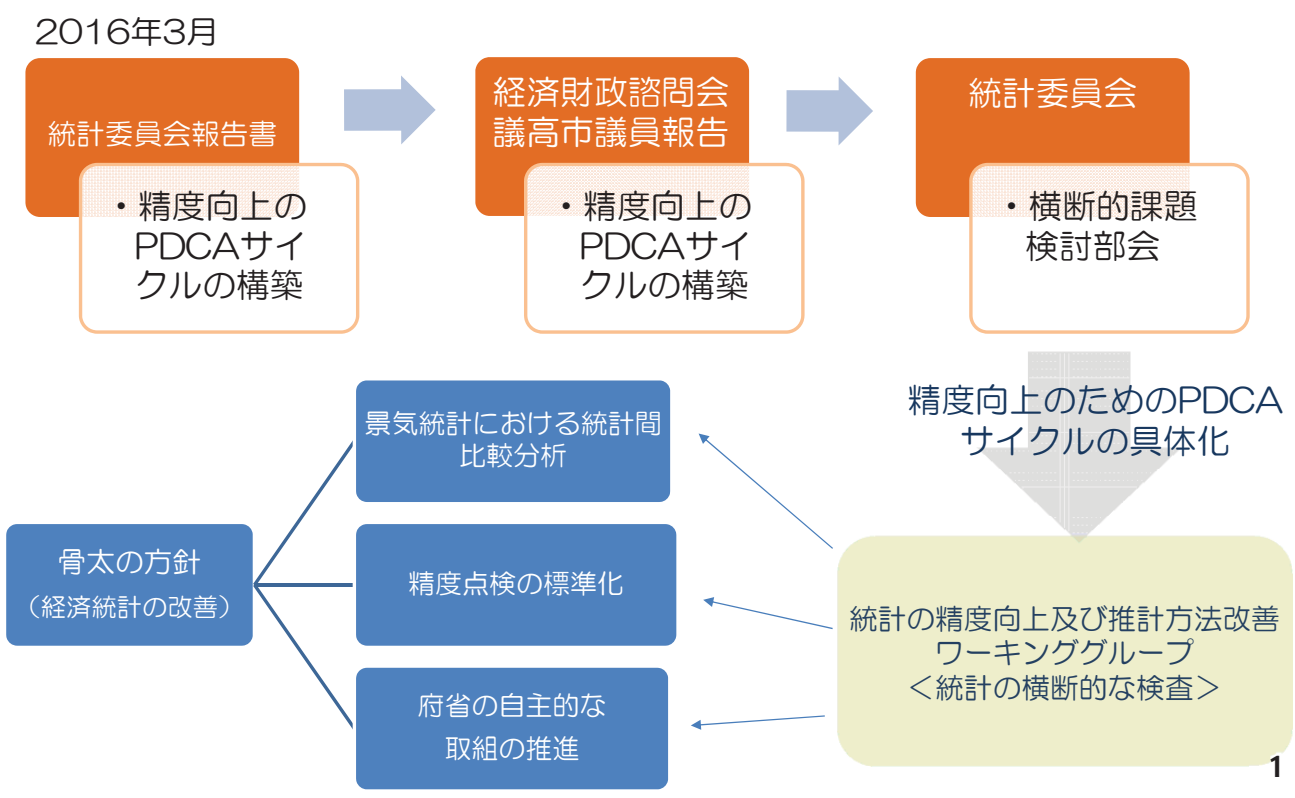 2016年3月
統計委員会報告書
・精度向上の
PDCAサイ
クルの構築
経済財政諮問会
議高市議員報告
・精度向上の
PDCAサイ
クルの構築
統計委員会
・横断的課題
検討部会
精度向上のためのPDCA
サイクルの具体化
景気統計における統計間
比較分析
骨太の方針
（経済統計の改善）
精度点検の標準化
府省の自主的な
取組の推進
統計の精度向上及び推計方法改善
ワーキンググループ
＜統計の横断的な検査＞
1